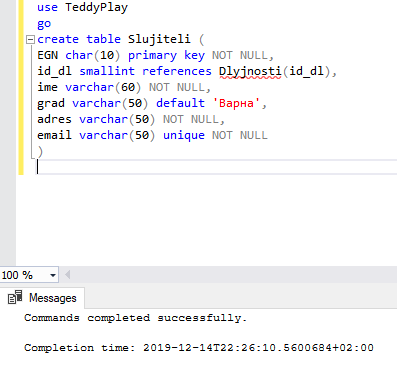 use TeddyPlay
go
create table Slujiteli (
EGN char(10) primary key NOT NULL,
id_dl smallint references Dlyjnosti(id_dl),
ime varchar(60) NOT NULL,
grad varchar(50) default 'Варна',
adres varchar(50) NOT NULL,
email varchar(50) unique NOT NULL
)
100 %
Messages
Commands completed successfully.
Completion time: 2019-12-14T22:26:10.5600684+02:00